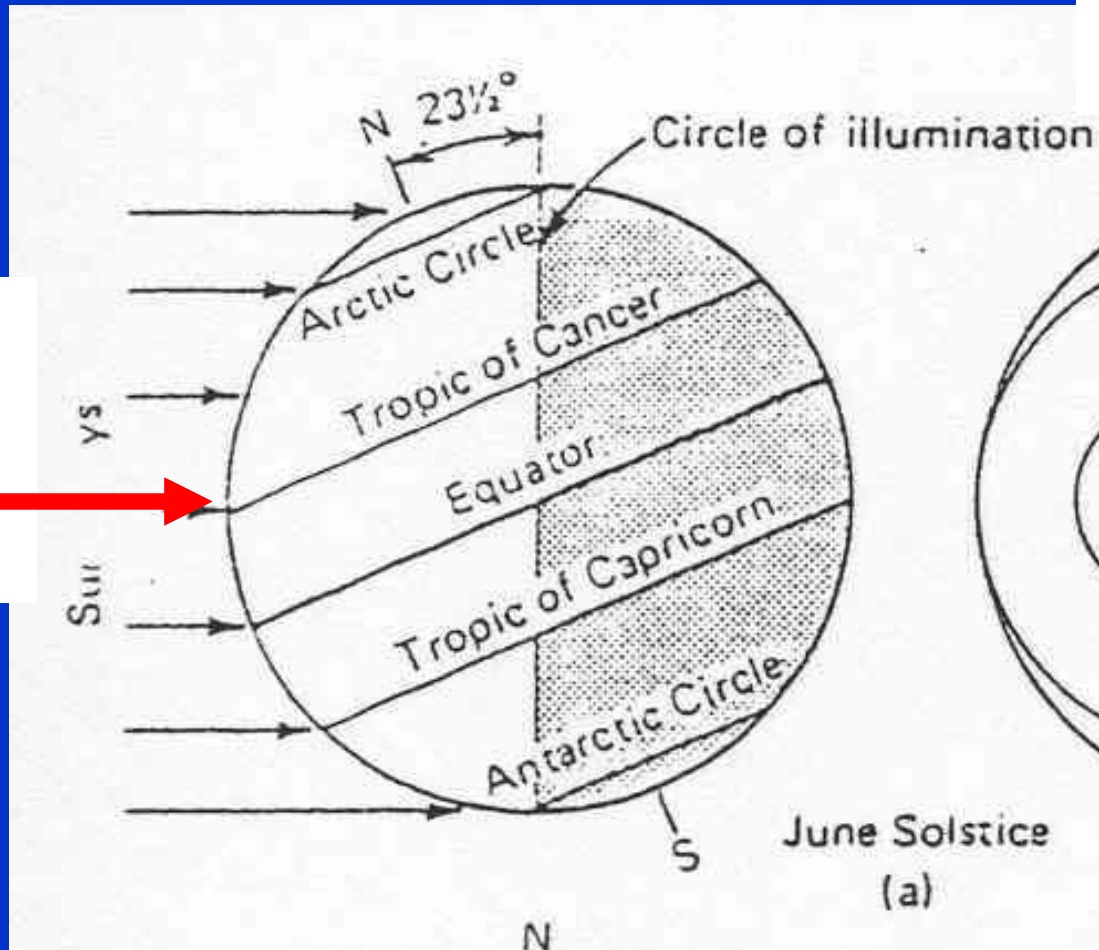 N 23½°
Circle of illumination
Arctic Circle
Tropic of Cancer
Equator
Tropic of Capricorn
Antarctic Circle
S
June Solstice
(a)
N